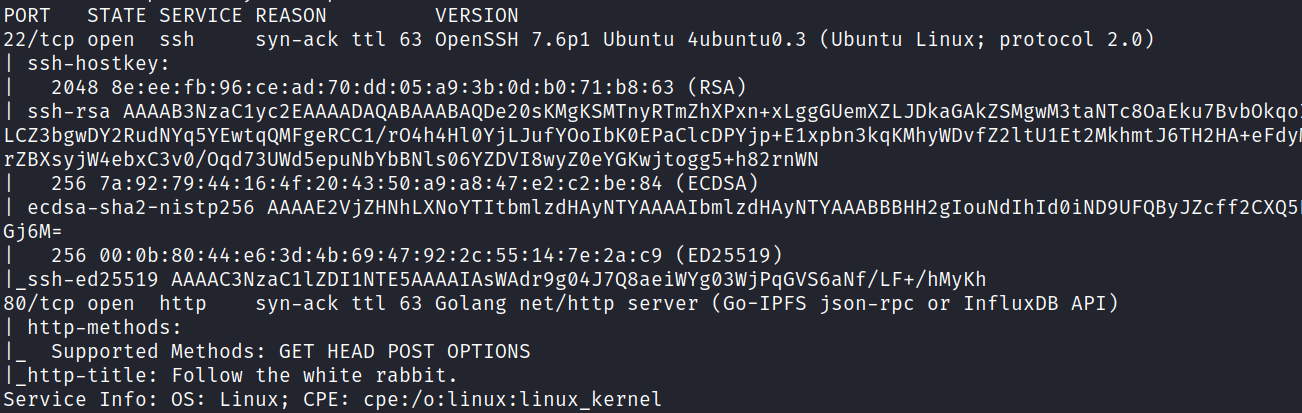 PORT   STATE SERVICE REASON         VERSION
22/tcp open  ssh     syn-ack ttl 63 OpenSSH 7.6p1 Ubuntu 4ubuntu0.3 (Ubuntu Linux; protocol 2.0)
| ssh-hostkey:
|   2048 8e:ee:fb:96:ce:ad:70:dd:05:a9:3b:0d:b0:71:b8:63 (RSA)
| ssh-rsa AAAAB3NzaC1yc2EAAAADAQABAAABAQDe20sKMgKSMTnyRTmZhXPxn+xLggGUemXZLJDkaGAkZSMgwM3taNTc8OaEku7BvbOkqo
LCZ3bgwDY2RudNYq5YEwtqQMFgeRCC1/rO4h4Hl0YjLJufYOoIbK0EPaClcDPYjp+E1xpbn3kqKMhyWDvfZ2ltU1Et2MkhmtJ6TH2HA+eFdy
rZBXsyjW4ebxC3v0/Oqd73UWd5epuNbYbBNls06YZDVI8wyZ0eYGKwjtogg5+h82rnWN
|   256 7a:92:79:44:16:4f:20:43:50:a9:a8:47:e2:c2:be:84 (ECDSA)
| ecdsa-sha2-nistp256 AAAAE2VjZHNhLXNoYTItbmlzdHAyNTYAAAAIbmlzdHAyNTYAAABBBHH2gIouNdIhId0iND9UFQByJZcff2CXQ5
Gj6M=
|   256 00:0b:80:44:e6:3d:4b:69:47:92:2c:55:14:7e:2a:c9 (ED25519)
|_ssh-ed25519 AAAAC3NzaC1lZDI1NTE5AAAAIAsWAdr9g04J7Q8aeiWYg03WjPqGVS6aNf/LF+/hMyKh
80/tcp open  http    syn-ack ttl 63 Golang net/http server (Go-IPFS json-rpc or InfluxDB API)
| http-methods:
|_  Supported Methods: GET HEAD POST OPTIONS
|_http-title: Follow the white rabbit.
Service Info: OS: Linux; CPE: cpe:/o:linux:linux_kernel